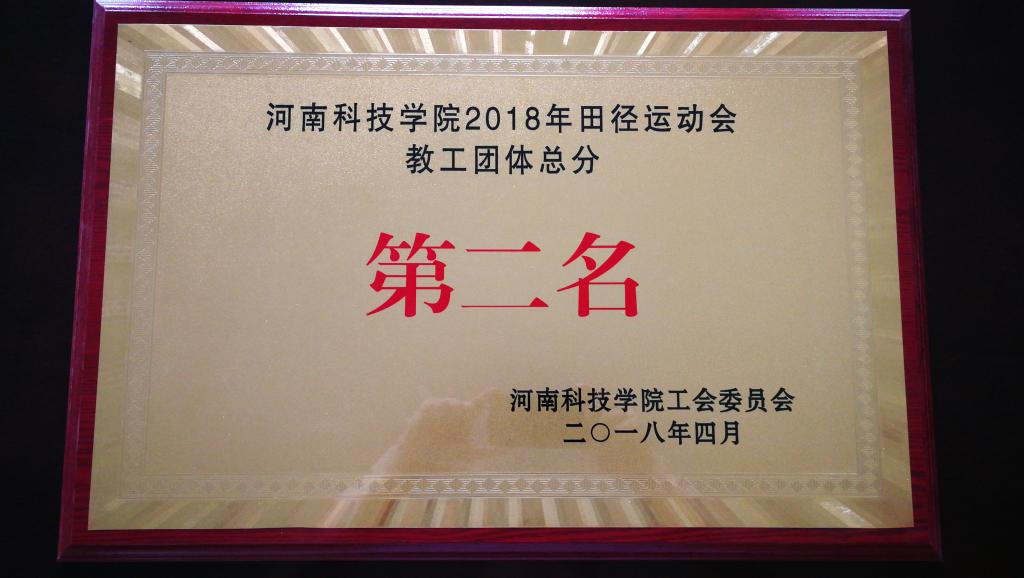 河南科技学院2018年田径运动会
教工团体总分
第二名
河南科技学院工会委员会
二〇一八年四月